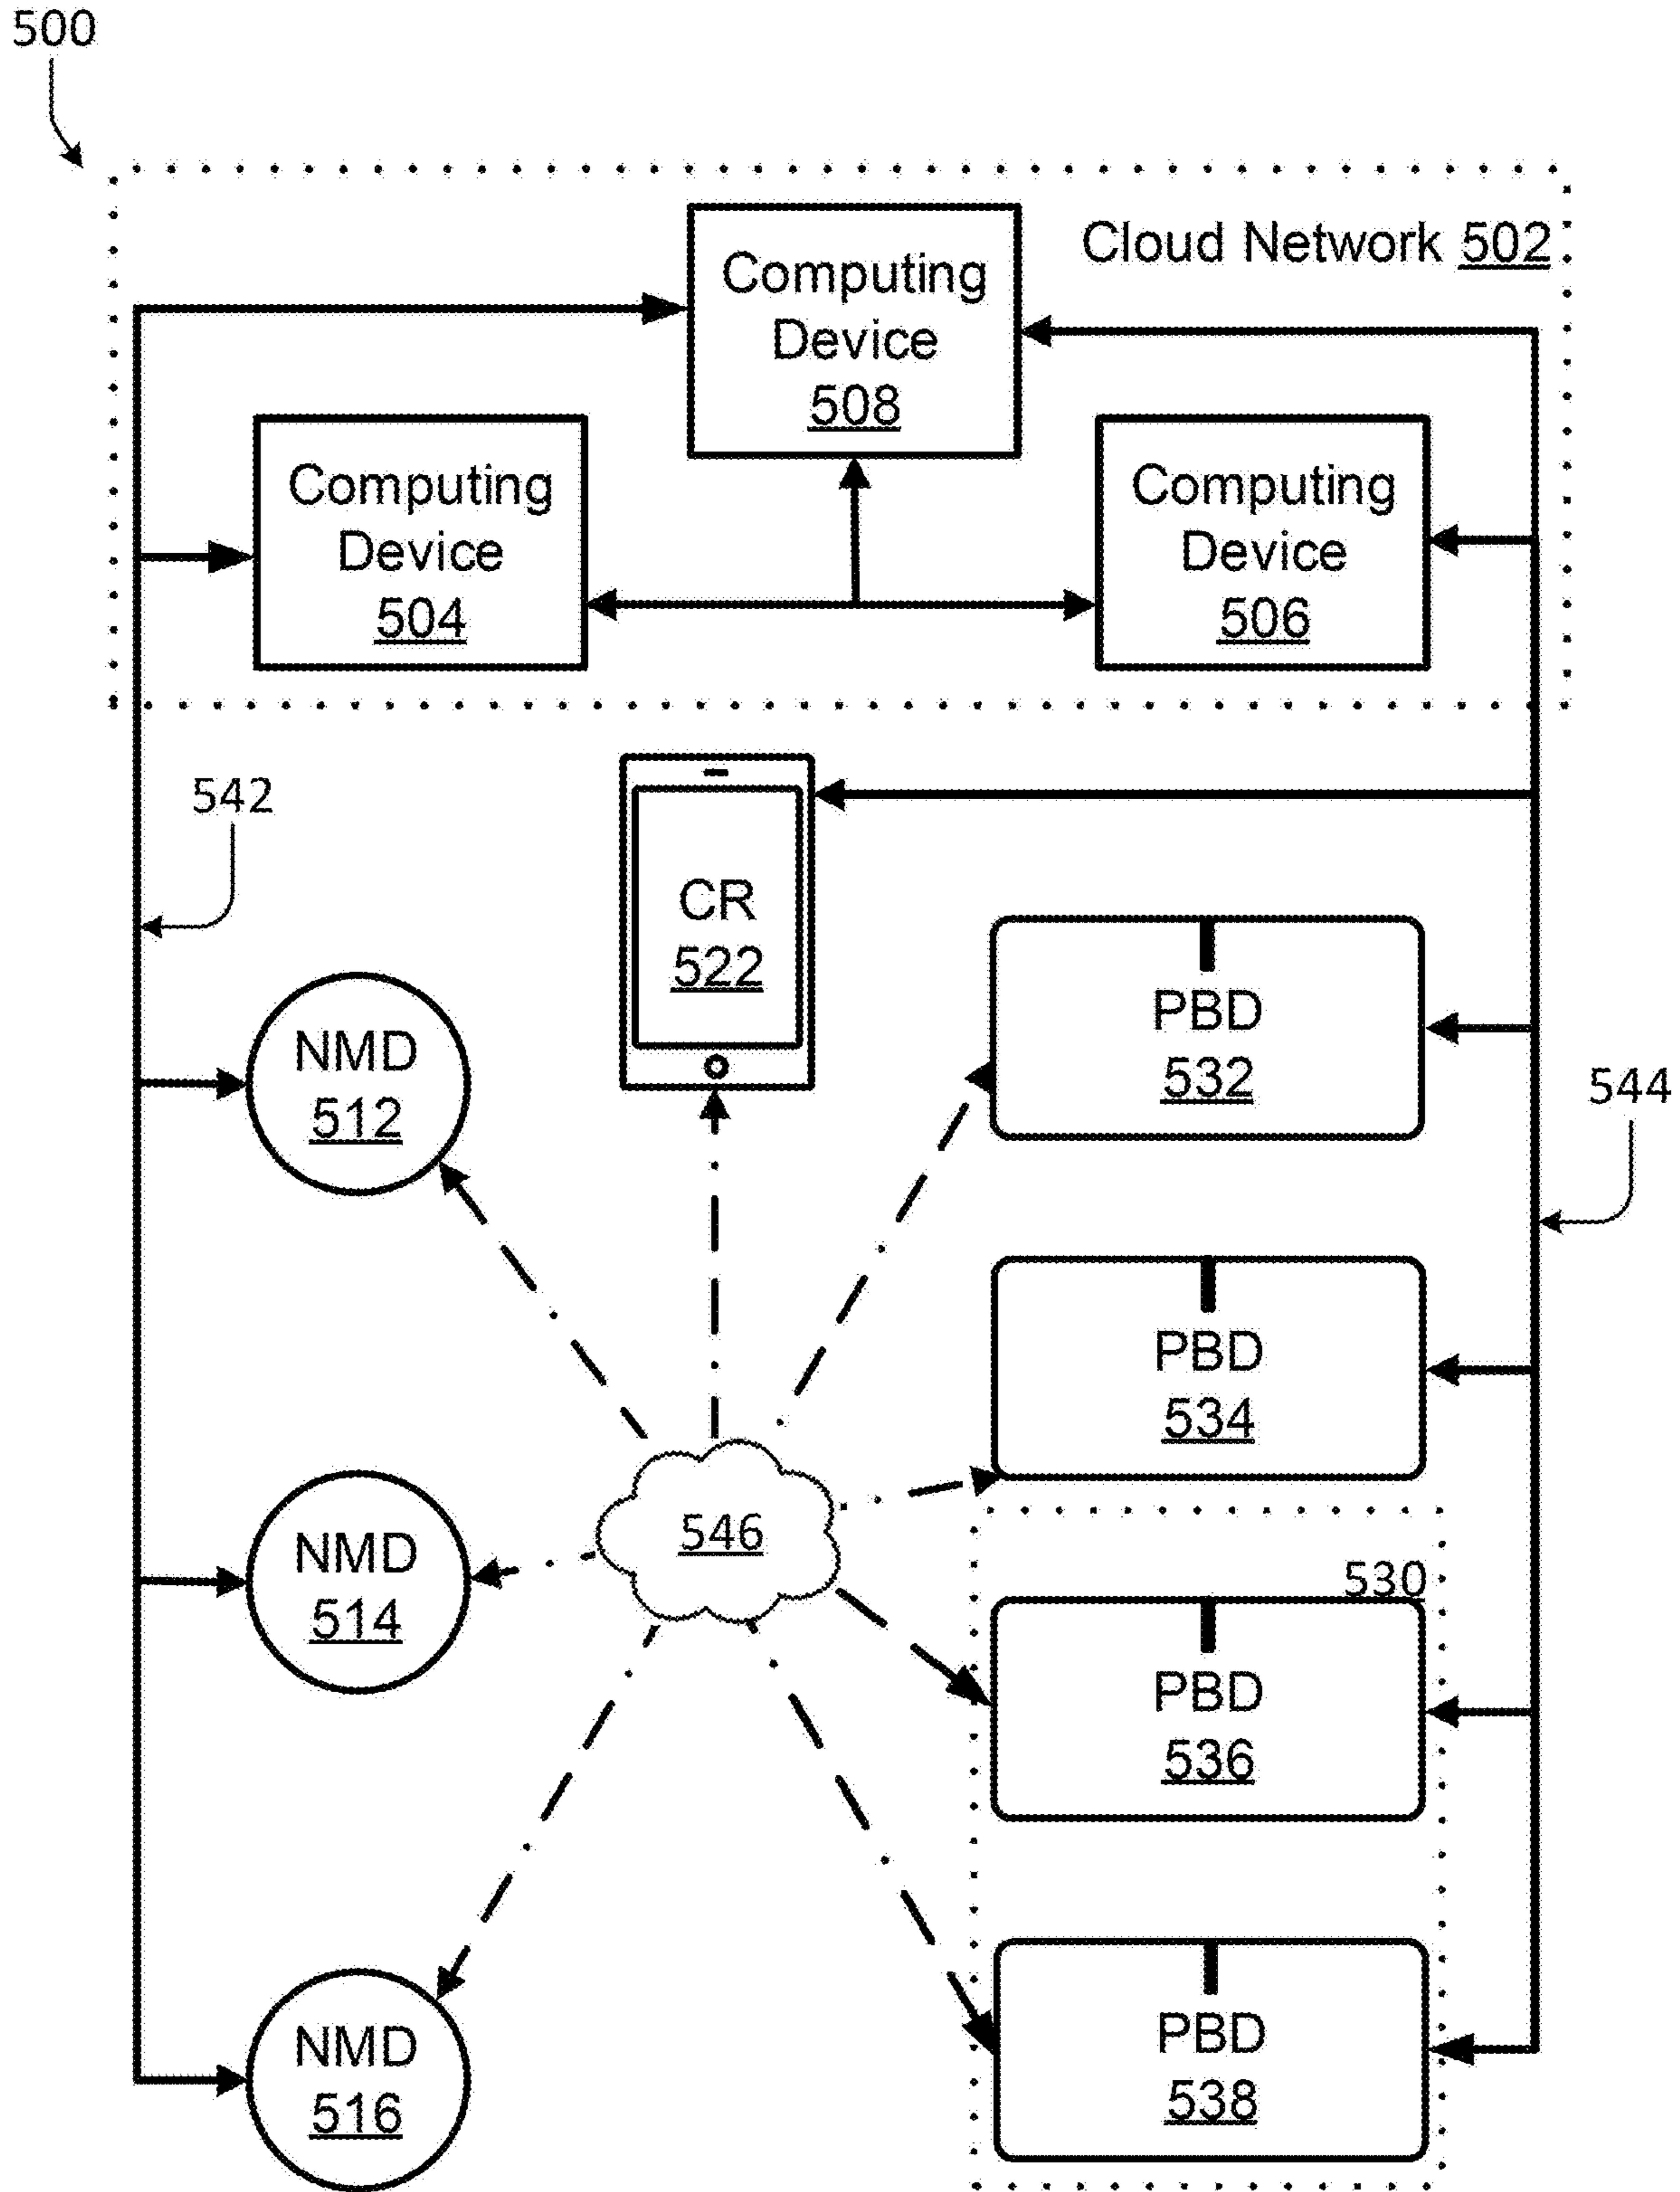 500
Cloud Network 502
Computing
Device
508
Computing
Device
504
Computing
Device
506
542
CR
522
PBD
532
NMD
512
544
PBD
534
546
NMD
514
530
PBD
536
NMD
516
PBD
538